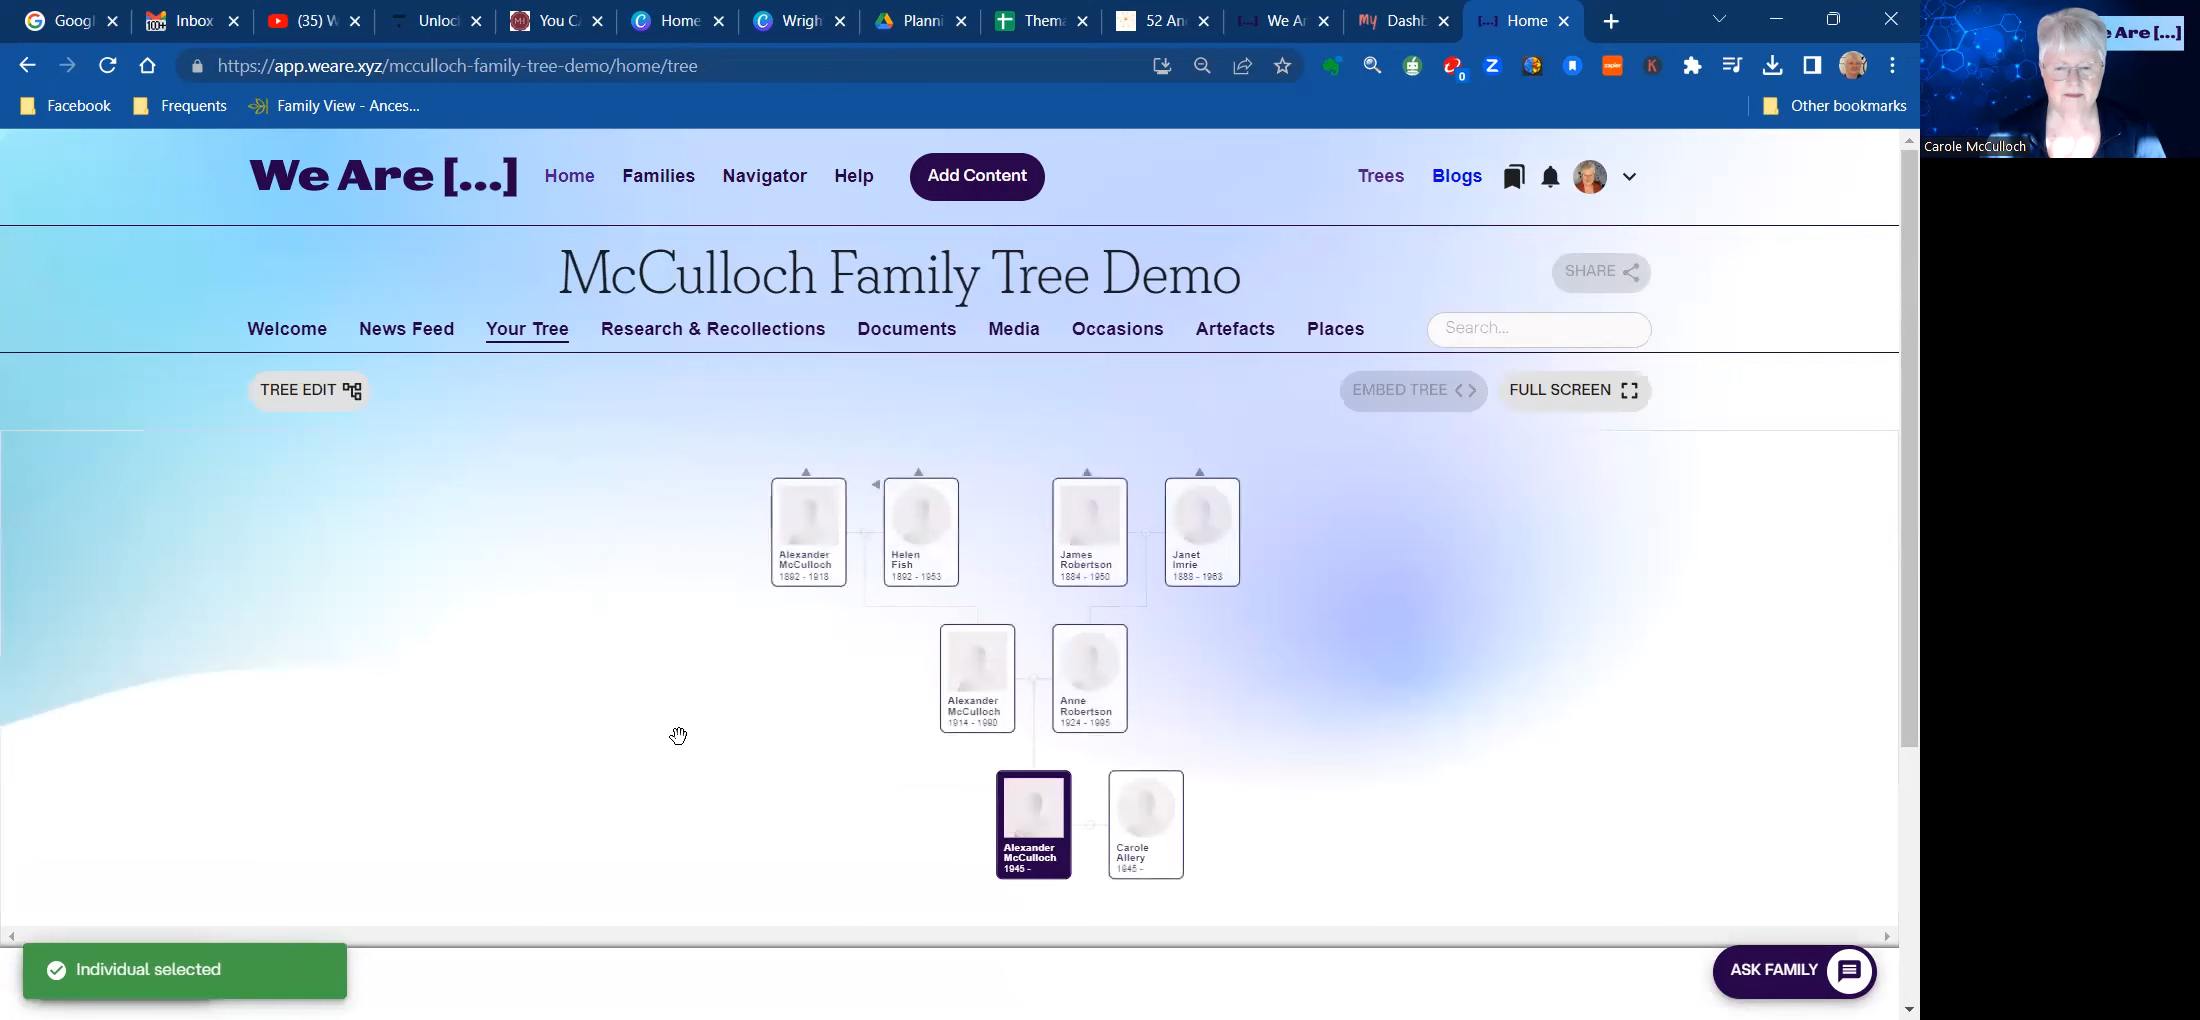 Googl
Inbox
(35) W
Unloc
You CA
Home
Wrigh
Planni
Thema
52 An
We Ar
Dashb
Home
https://app.weare.xyz/mcculloch-family-tree-demo/home/tree
Facebook
Frequents
Family View - Ances...
Other bookmarks
e Are [...]
Carole McCulloch
We Are [...]
Home
Families
Navigator
Help
Add Content
Trees
Blogs
McCulloch Family Tree Demo
SHARE
Welcome
News Feed
Your Tree
Research & Recollections
Documents
Media
Occasions
Artefacts
Places
Search...
TREE EDIT
EMBED TREE
FULL SCREEN
Alexander
McCulloch
1892 - 1918
Helen
Fish
1892 - 1953
James
Robertson
1884 - 1950
Janet
Imrie
1888 - 1963
Alexander
McCulloch
1914 - 1980
Anne
Robertson
1924 - 1995
Alexander
McCulloch
1945 -
Carole
Allery
1945 -
Individual selected
ASK FAMILY